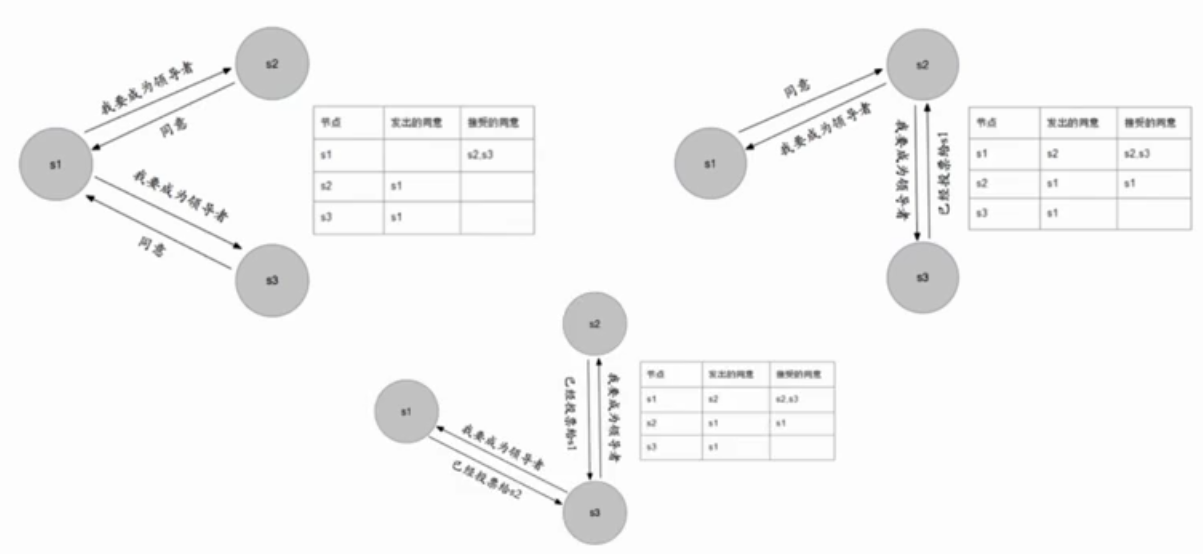 s2
我要成为领导者
同意
s1
我要成为领导者
同意
s3
节点 发出的同意 接受的同意
s1 s2,s3
s2 s1
s3 s1
s2
同意
我要成为领导者
s1
我要成为领导者
已经投票给s1
s3
节点 发出的同意 接受的同意
s1 s2 s2,s3
s2 s1 s1
s3 s1
s2
已经投票给s1
我要成为领导者
s1
我要成为领导者
已经投票给s2
s3
节点 发出的同意 接受的同意
s1 s2 s2,s3
s2 s1 s1
s3 s1